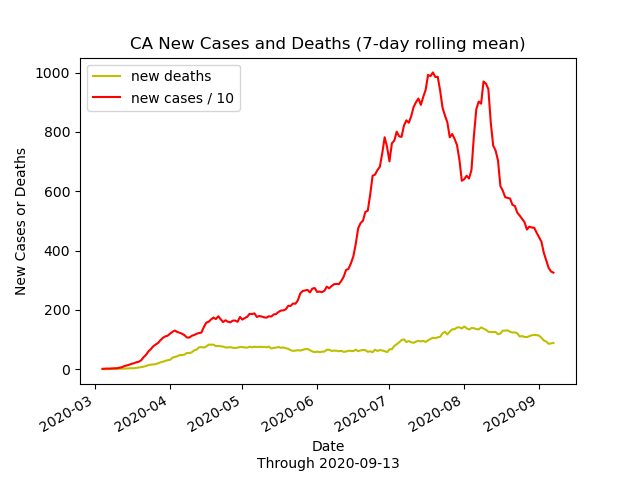 CA New Cases and Deaths (7-day rolling mean)
new deaths
new cases / 10
New Cases or Deaths
1000
800
600
400
200
0
2020-03
2020-04
2020-05
2020-06
2020-07
2020-08
2020-09
Date
Through 2020-09-13